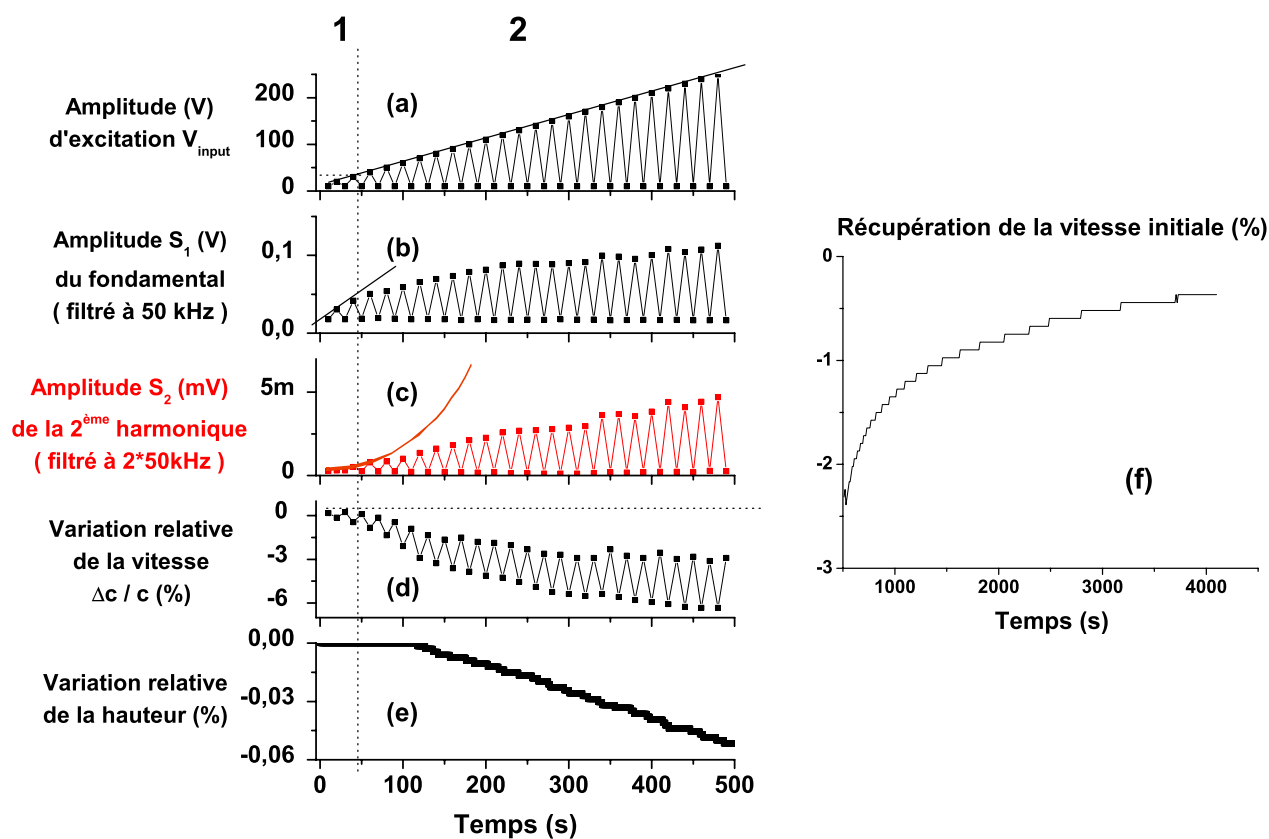 1
2
Amplitude (V)
d'excitation V_input
200
100
0
(a)
Amplitude S_1 (V)
du fondamental
( filtré à 50 kHz )
0,1
0,0
(b)
Amplitude S_2 (mV)
de la 2^ème harmonique
( filtré à 2*50kHz )
5m
0
(c)
Variation relative
de la vitesse
Δc / c (%)
0
-3
-6
(d)
Variation relative
de la hauteur (%)
0,00
-0,03
-0,06
(e)
0 100 200 300 400 500
Temps (s)
Récupération de la vitesse initiale (%)
0
-1
-2
-3
(f)
1000 2000 3000 4000
Temps (s)